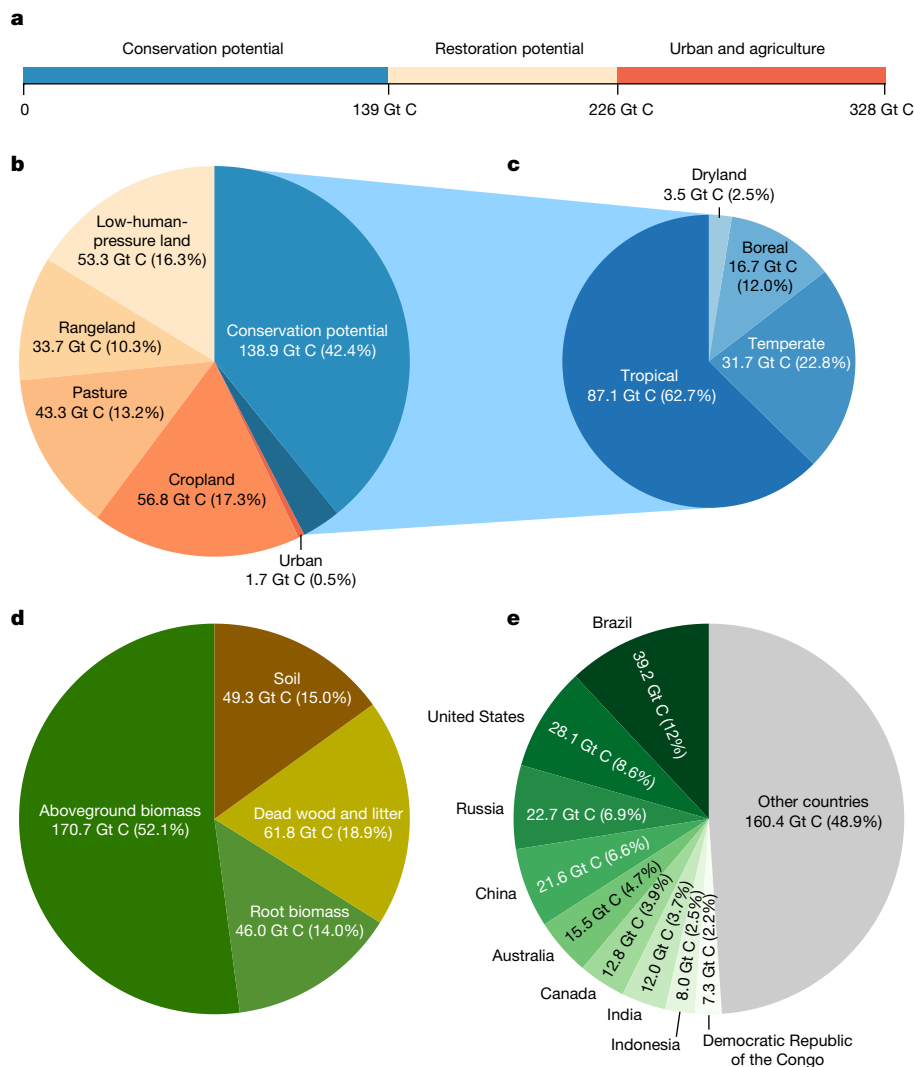 a
Conservation potential
Restoration potential
Urban and agriculture
0
139 Gt C
226 Gt C
328 Gt C
b
Low-human-
pressure land
53.3 Gt C (16.3%)
Rangeland
33.7 Gt C (10.3%)
Pasture
43.3 Gt C (13.2%)
Cropland
56.8 Gt C (17.3%)
Urban
1.7 Gt C (0.5%)
Conservation potential
138.9 Gt C (42.4%)
c
Dryland
3.5 Gt C (2.5%)
Boreal
16.7 Gt C
(12.0%)
Temperate
31.7 Gt C (22.8%)
Tropical
87.1 Gt C (62.7%)
d
Soil
49.3 Gt C (15.0%)
Dead wood and litter
61.8 Gt C (18.9%)
Aboveground biomass
170.7 Gt C (52.1%)
Root biomass
46.0 Gt C (14.0%)
e
Brazil
39.2 Gt C (12%)
United States
28.1 Gt C (8.6%)
Russia
22.7 Gt C (6.9%)
China
21.6 Gt C (6.6%)
Australia
15.5 Gt C (4.7%)
Canada
12.8 Gt C (3.9%)
India
12.0 Gt C (3.7%)
Indonesia
8.0 Gt C (2.5%)
Democratic Republic
of the Congo
7.3 Gt C (2.2%)
Other countries
160.4 Gt C (48.9%)